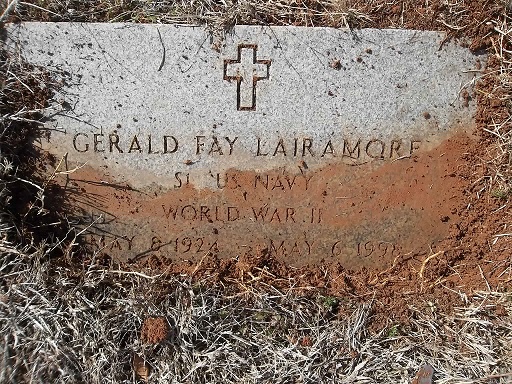 GERALD FAY LAIRAMORE
S1 US NAVY
WORLD WAR II
MAY 8 1924 – MAY 6